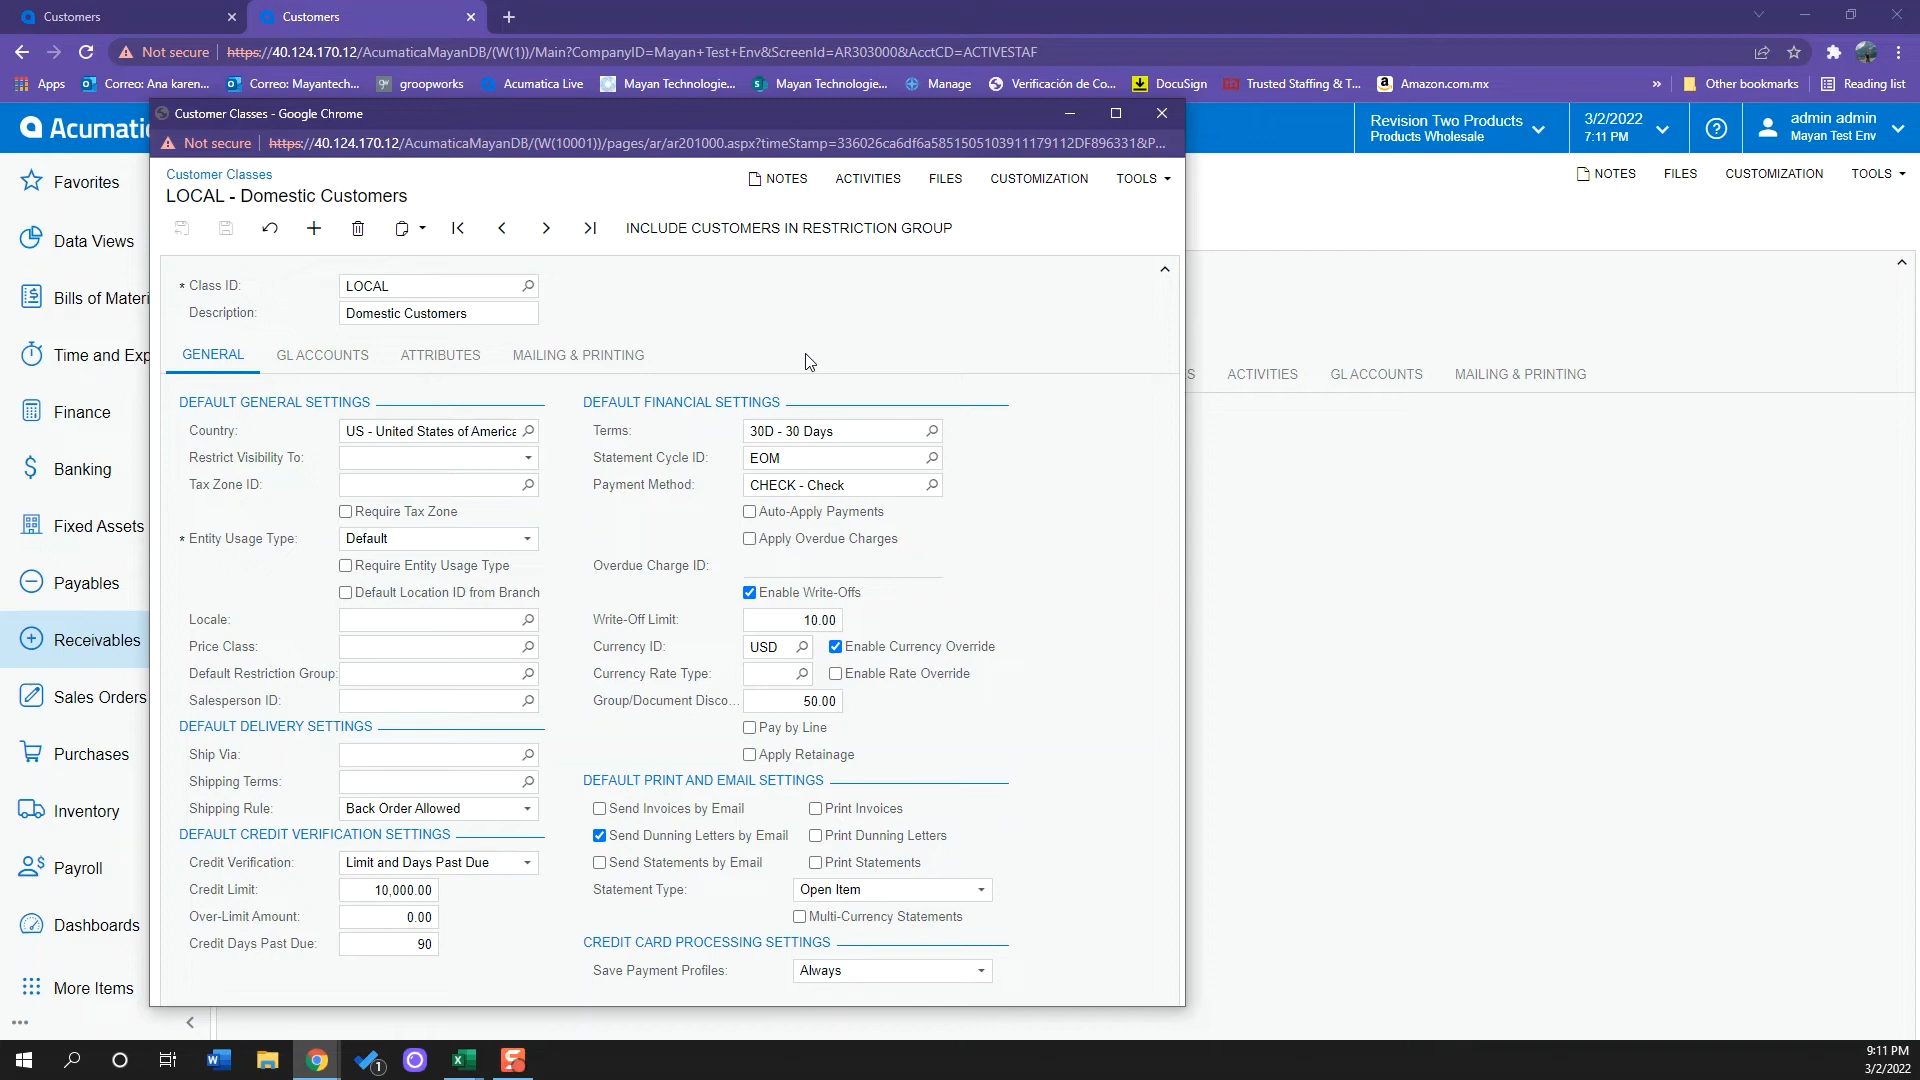 Customers
Customers
Not secure https://40.124.170.12/AcumaticaMayanDB/(W(1))/Main?CompanyID=Mayan+Test+Env&ScreenId=AR303000&AcctCD=ACTIVESTAF
Apps
Correo: Ana karen...
Correo: Mayantech...
groopworks
Acumatica Live
Mayan Technologie...
Mayan Technologie...
Manage
Verificación de Co...
DocuSign
Trusted Staffing & T...
Amazon.com.mx
»
Other bookmarks
Reading list
Customer Classes - Google Chrome
Not secure https://40.124.170.12/AcumaticaMayanDB/(W(10001))/pages/ar/ar201000.aspx?timeStamp=336026ca6df6a5851505103911179112DF896331&P...
Acumatic
Revision Two Products
Products Wholesale
3/2/2022
7:11 PM
admin admin
Mayan Test Env
NOTES FILES CUSTOMIZATION TOOLS
S ACTIVITIES GL ACCOUNTS MAILING & PRINTING
Favorites
Data Views
Bills of Materi
Time and Exp
Finance
Banking
Fixed Assets
Payables
Receivables
Sales Orders
Purchases
Inventory
Payroll
Dashboards
More Items
Customer Classes
LOCAL - Domestic Customers
NOTES ACTIVITIES FILES CUSTOMIZATION TOOLS
INCLUDE CUSTOMERS IN RESTRICTION GROUP
* Class ID: LOCAL
Description: Domestic Customers
GENERAL GL ACCOUNTS ATTRIBUTES MAILING & PRINTING
DEFAULT GENERAL SETTINGS
Country: US - United States of America
Restrict Visibility To:
Tax Zone ID:
Require Tax Zone
* Entity Usage Type: Default
Require Entity Usage Type
Default Location ID from Branch
Locale:
Price Class:
Default Restriction Group:
Salesperson ID:
DEFAULT DELIVERY SETTINGS
Ship Via:
Shipping Terms:
Shipping Rule: Back Order Allowed
DEFAULT CREDIT VERIFICATION SETTINGS
Credit Verification: Limit and Days Past Due
Credit Limit: 10,000.00
Over-Limit Amount: 0.00
Credit Days Past Due: 90
DEFAULT FINANCIAL SETTINGS
Terms: 30D - 30 Days
Statement Cycle ID: EOM
Payment Method: CHECK - Check
Auto-Apply Payments
Apply Overdue Charges
Overdue Charge ID:
Enable Write-Offs
Write-Off Limit: 10.00
Currency ID: USD Enable Currency Override
Currency Rate Type: Enable Rate Override
Group/Document Disco... 50.00
Pay by Line
Apply Retainage
DEFAULT PRINT AND EMAIL SETTINGS
Send Invoices by Email Print Invoices
Send Dunning Letters by Email Print Dunning Letters
Send Statements by Email Print Statements
Statement Type: Open Item
Multi-Currency Statements
CREDIT CARD PROCESSING SETTINGS
Save Payment Profiles: Always
1
9:11 PM
3/2/2022